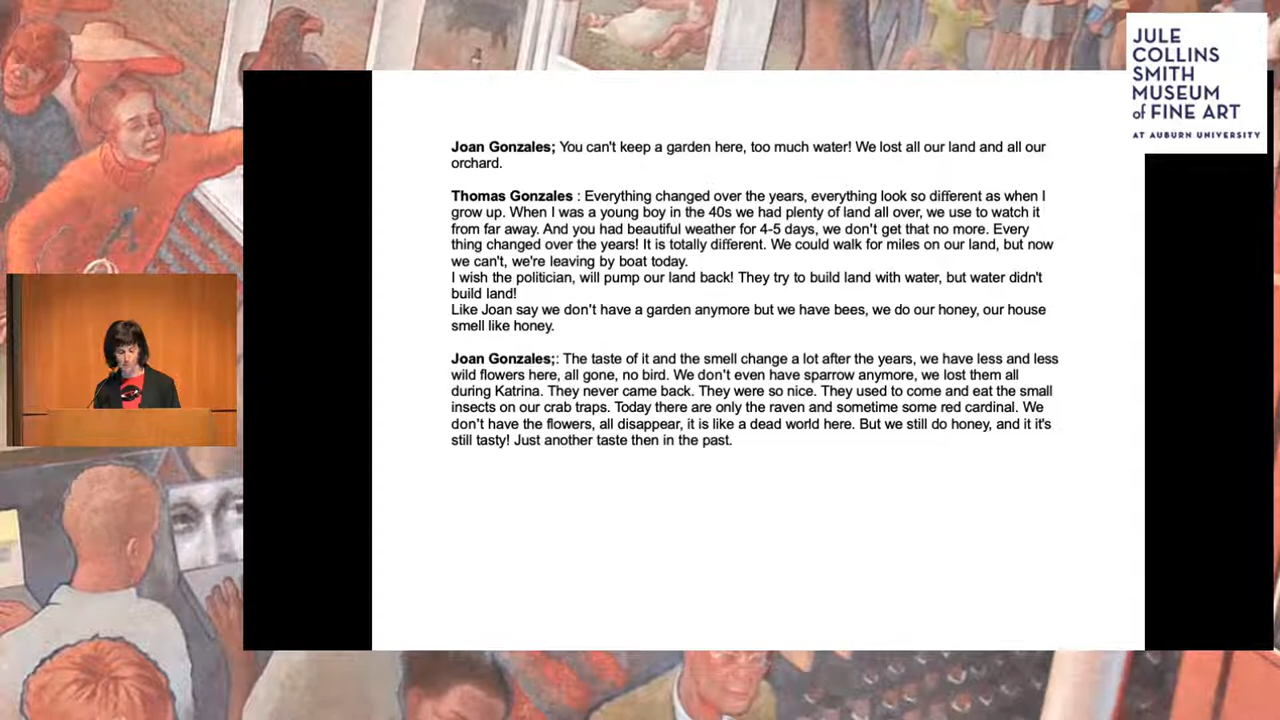 JULE
COLLINS
SMITH
MUSEUM
of FINE ART
AT AUBURN UNIVERSITY
Joan Gonzales; You can't keep a garden here, too much water! We lost all our land and all our
orchard.
Thomas Gonzales : Everything changed over the years, everything look so different as when I
grow up. When I was a young boy in the 40s we had plenty of land all over, we use to watch it
from far away. And you had beautiful weather for 4-5 days, we don't get that no more. Every
thing changed over the years! It is totally different. We could walk for miles on our land, but now
we can't, we're leaving by boat today.
I wish the politician, will pump our land back! They try to build land with water, but water didn't
build land!
Like Joan say we don't have a garden anymore but we have bees, we do our honey, our house
smell like honey.
Joan Gonzales;: The taste of it and the smell change a lot after the years, we have less and less
wild flowers here, all gone, no bird. We don't even have sparrow anymore, we lost them all
during Katrina. They never came back. They were so nice. They used to come and eat the small
insects on our crab traps. Today there are only the raven and sometime some red cardinal. We
don't have the flowers, all disappear, it is like a dead world here. But we still do honey, and it it's
still tasty! Just another taste then in the past.